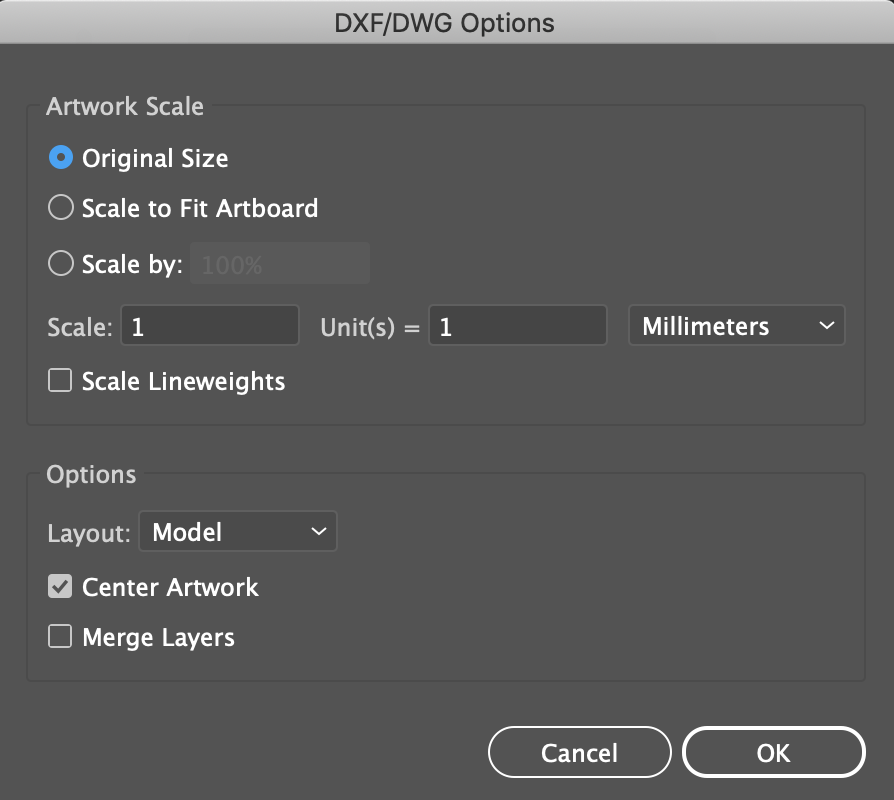 DXF/DWG Options
Artwork Scale
Original Size
Scale to Fit Artboard
Scale by: 100%
Scale: 1 Unit(s) = 1 Millimeters
Scale Lineweights
Options
Layout: Model
Center Artwork
Merge Layers
Cancel OK